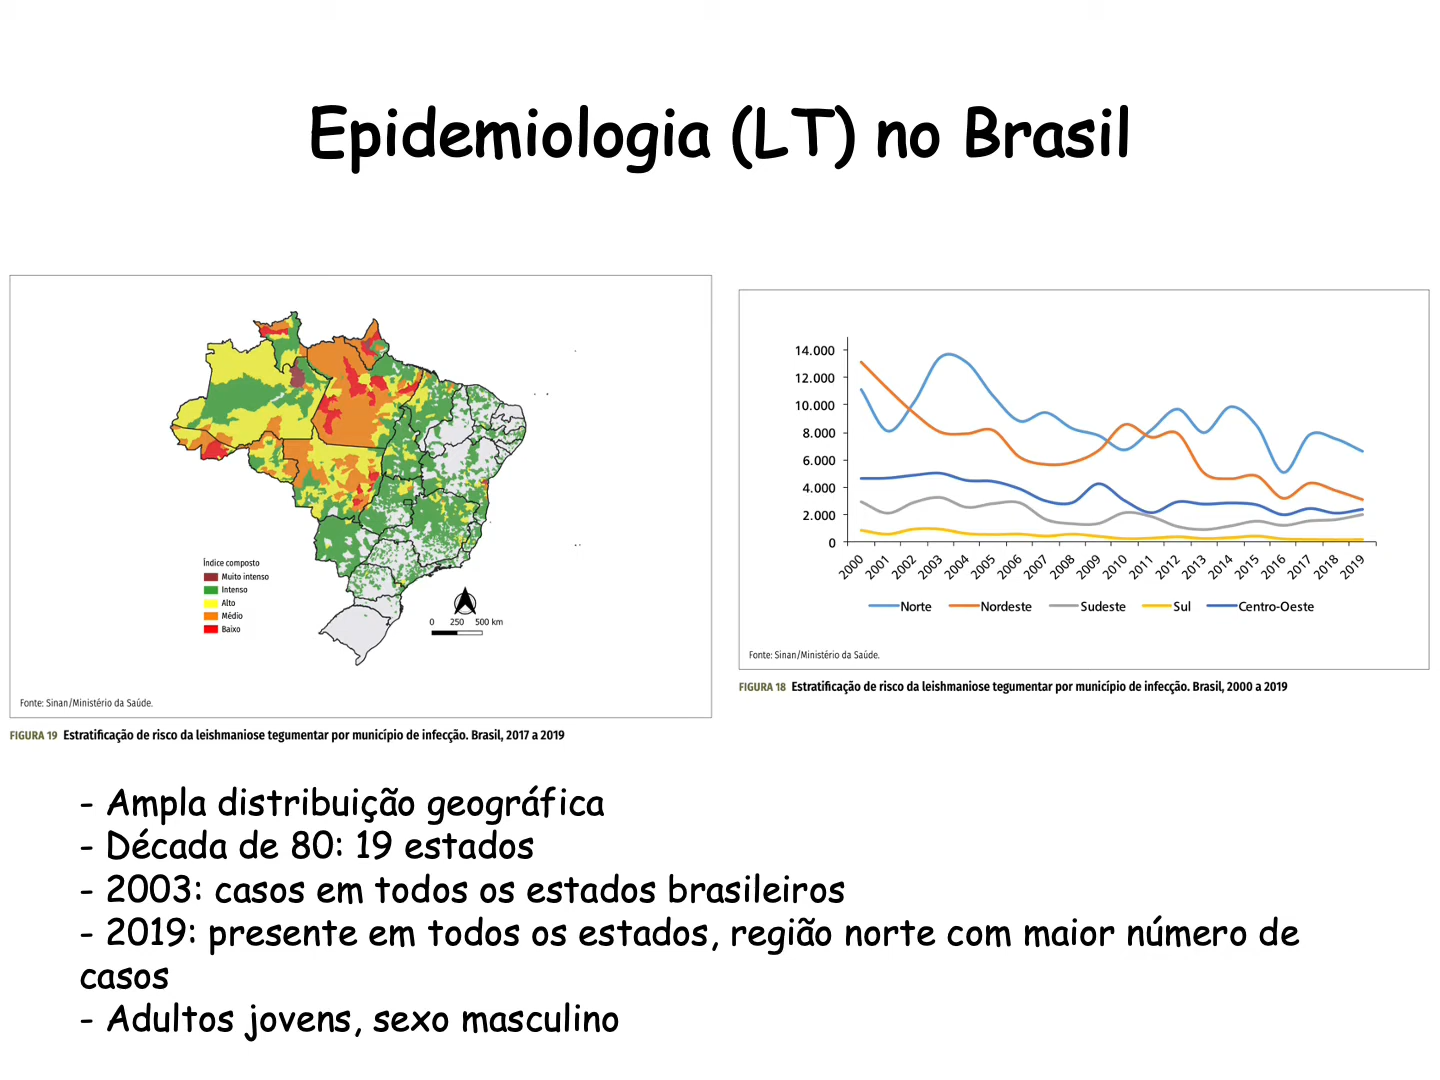 Epidemiologia (LT) no Brasil
Índice composto
Muito intenso
Intenso
Alto
Médio
Baixo
0 250 500 km
Fonte: Sinan/Ministério da Saúde.
FIGURA 19 Estratificação de risco da leishmaniose tegumentar por município de infecção. Brasil, 2017 a 2019
14.000
12.000
10.000
8.000
6.000
4.000
2.000
0
2000 2001 2002 2003 2004 2005 2006 2007 2008 2009 2010 2011 2012 2013 2014 2015 2016 2017 2018 2019
Norte Nordeste Sudeste Sul Centro-Oeste
Fonte: Sinan/Ministério da Saúde.
FIGURA 18 Estratificação de risco da leishmaniose tegumentar por município de infecção. Brasil, 2000 a 2019
- Ampla distribuição geográfica
- Década de 80: 19 estados
- 2003: casos em todos os estados brasileiros
- 2019: presente em todos os estados, região norte com maior número de
casos
- Adultos jovens, sexo masculino